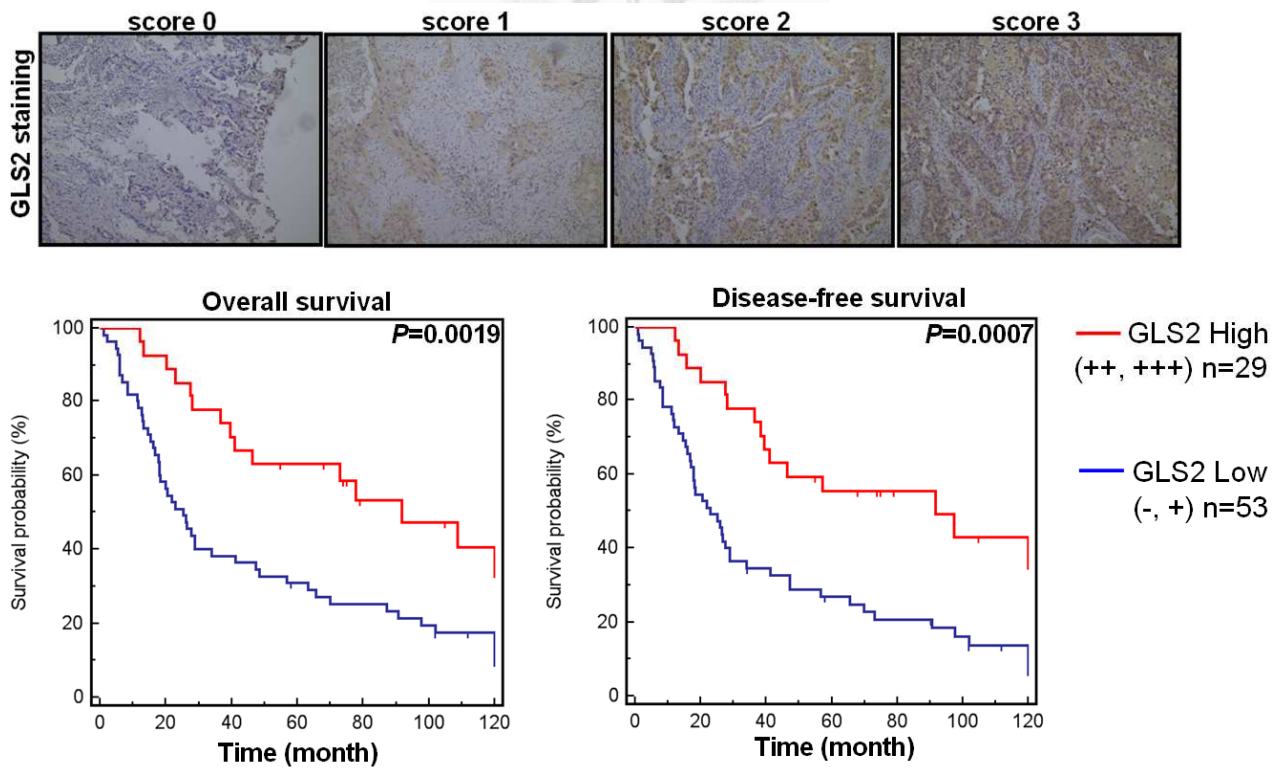 score 0
score 1
score 2
score 3
GLS2 staining
Overall survival
P=0.0019
100
80
60
40
20
0
Survival probability (%)
0 20 40 60 80 100 120
Time (month)
Disease-free survival
P=0.0007
100
80
60
40
20
0
Survival probability (%)
0 20 40 60 80 100 120
Time (month)
GLS2 High
(++, +++) n=29
GLS2 Low
(-, +) n=53